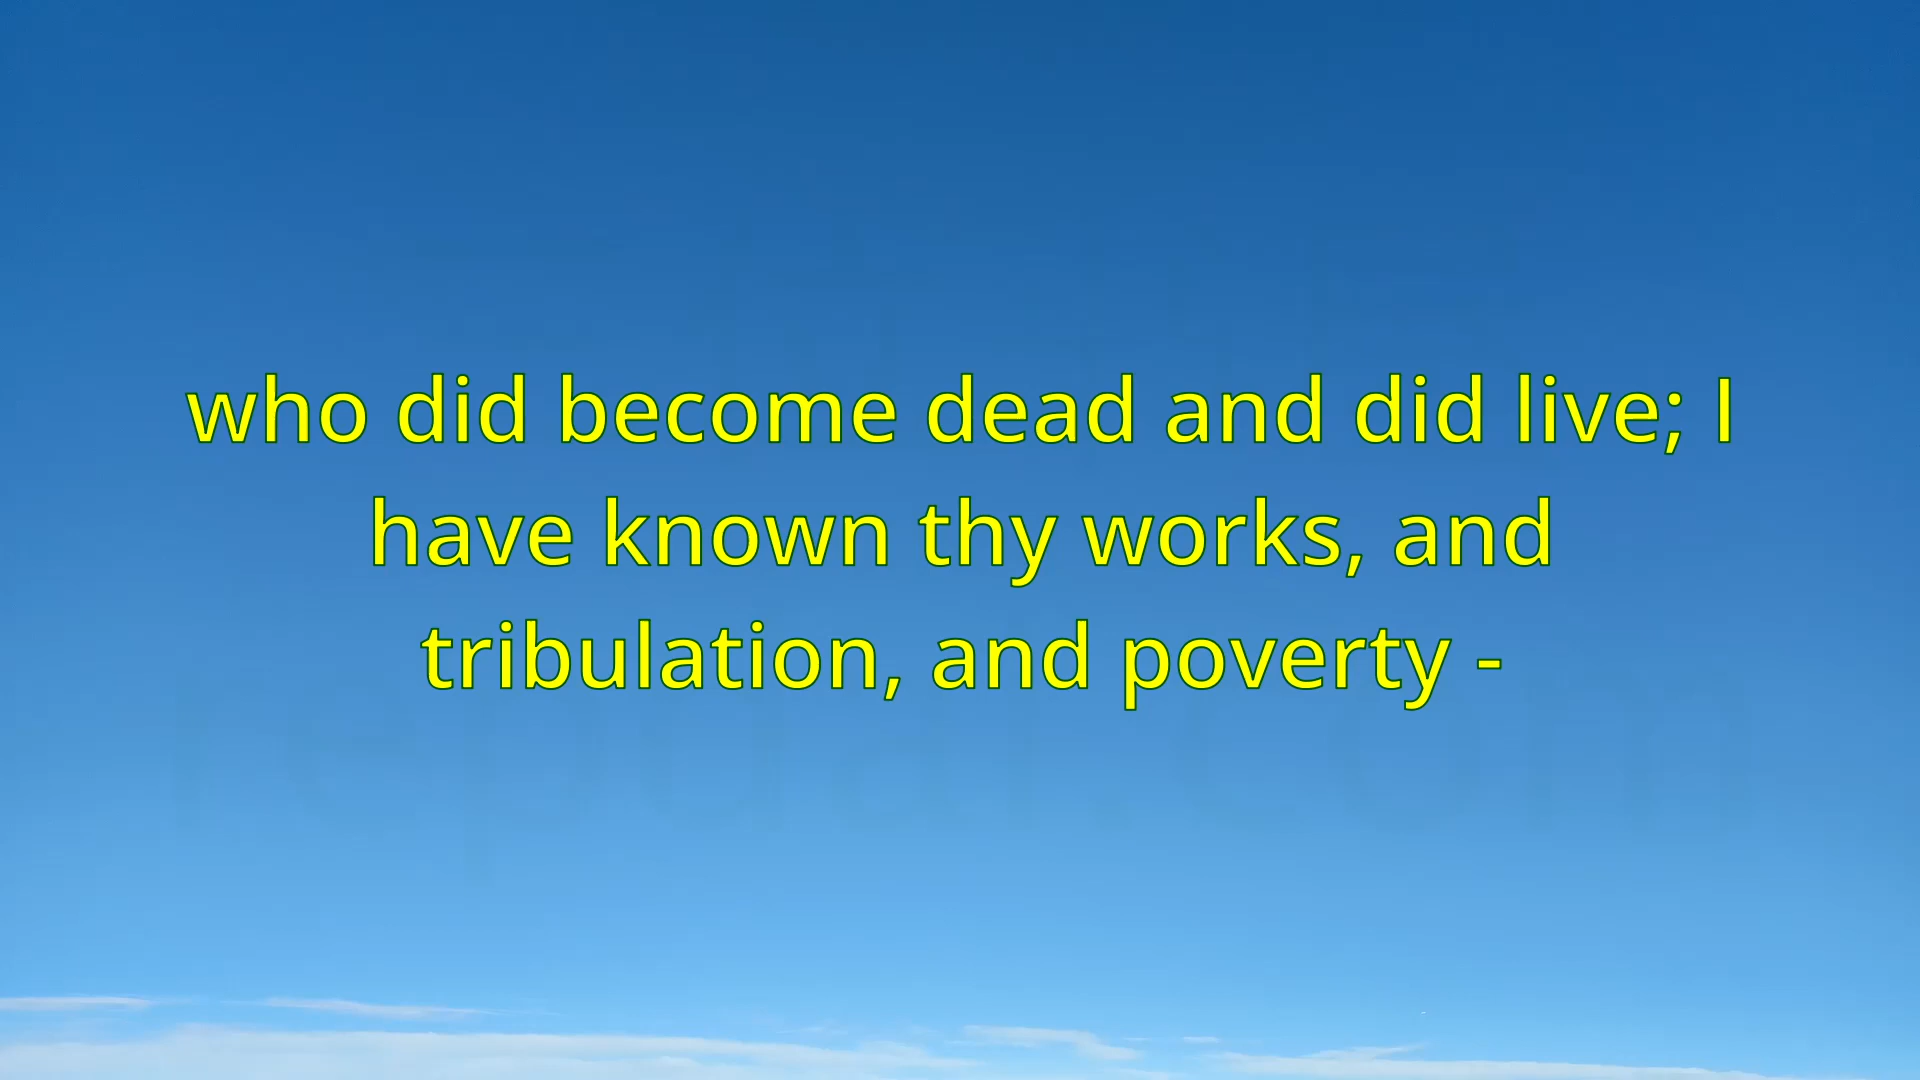 who did become dead and did live; I
have known thy works, and
tribulation, and poverty -